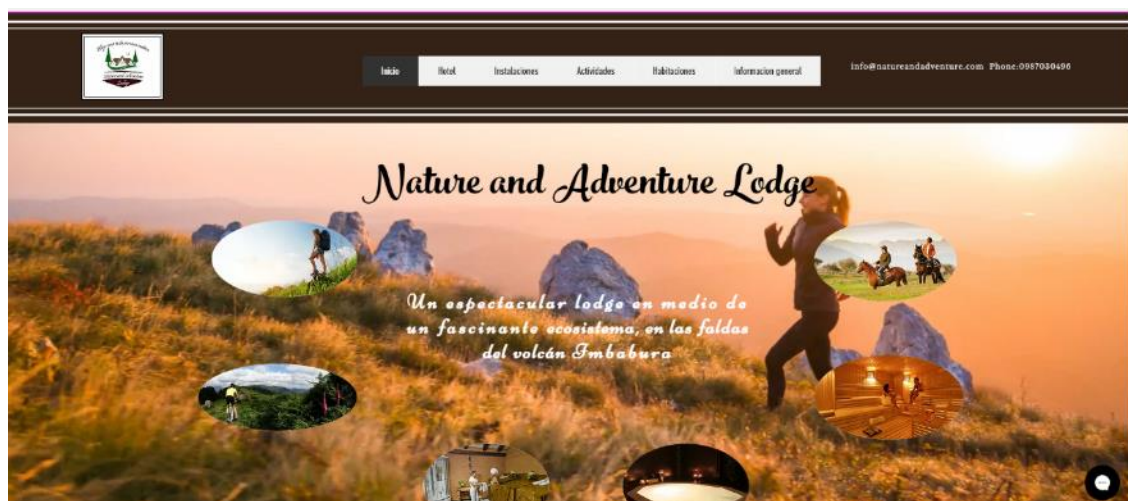 Inicio
Hotel
Instalaciones
Actividades
Habitaciones
Informacion general
info@natureandadventure.com Phone:0987030496
Nature and Adventure Lodge
Un espectacular lodge en medio de
un fascinante ecosistema, en las faldas
del volcán Imbabura